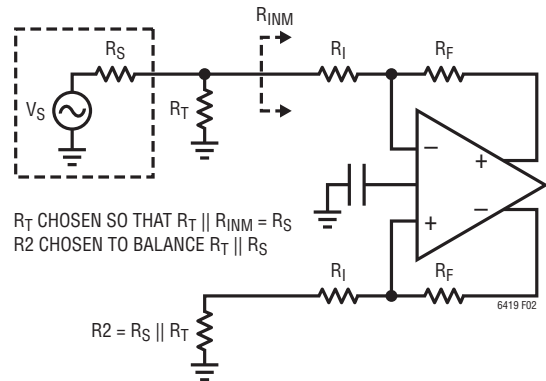 R_INM
R_S
R_I
R_F
V_S
R_T
−
+
−
+
R_T CHOSEN SO THAT R_T || R_INM = R_S
R2 CHOSEN TO BALANCE R_T || R_S
R_I
R_F
6419 F02
R2 = R_S || R_T